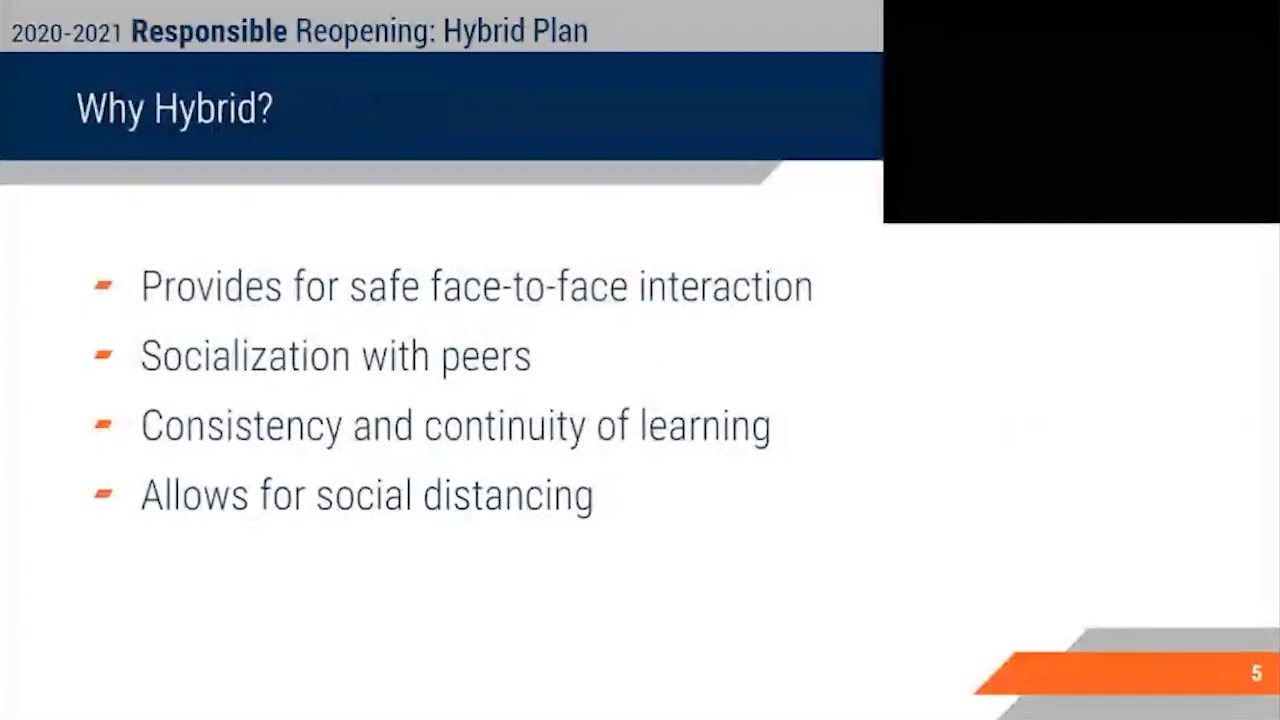 2020-2021 Responsible Reopening: Hybrid Plan
Why Hybrid?
Provides for safe face-to-face interaction
Socialization with peers
Consistency and continuity of learning
Allows for social distancing
5